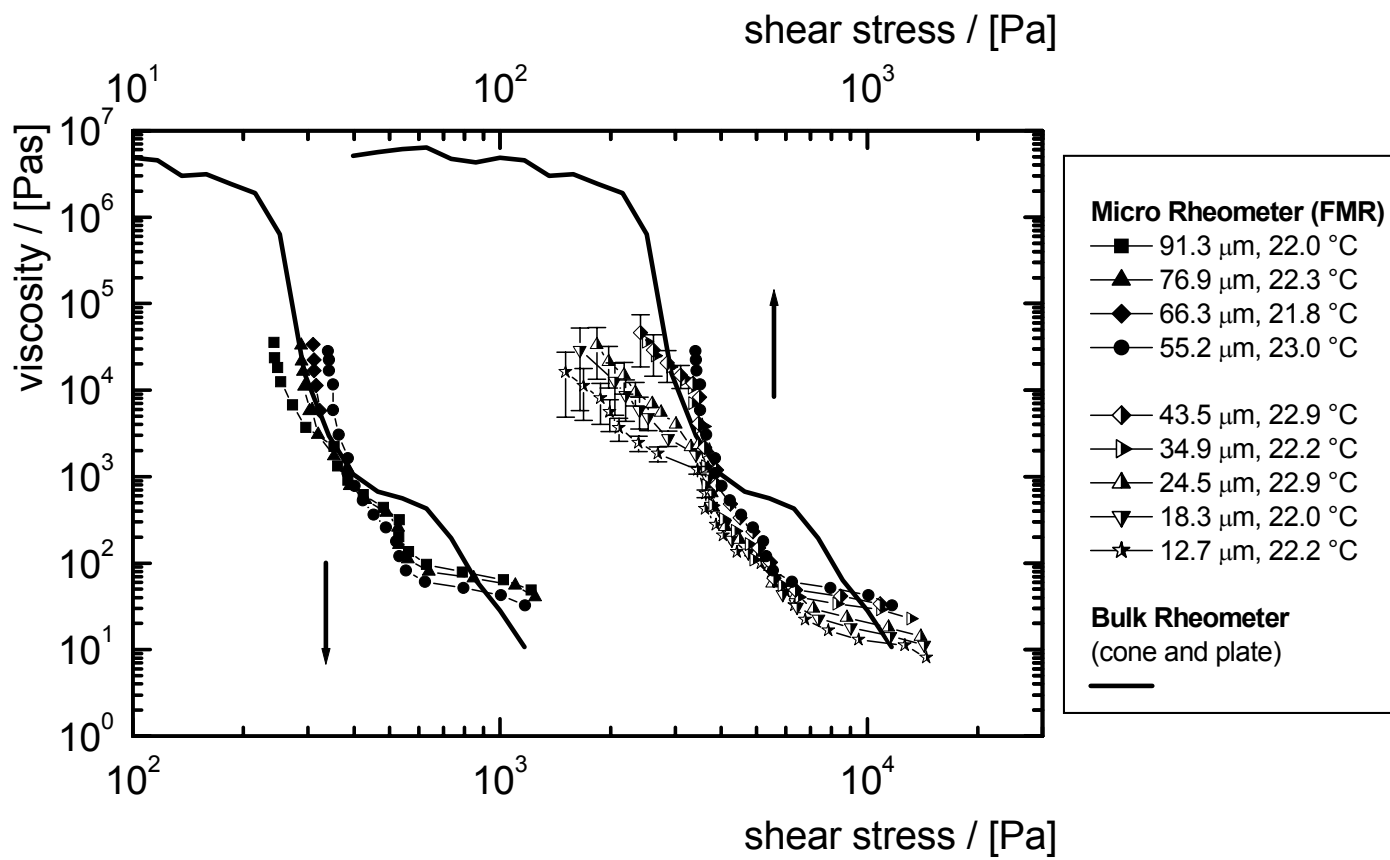 shear stress / [Pa]
10¹ 10² 10³
viscosity / [Pas]
10⁷
10⁶
10⁵
10⁴
10³
10²
10¹
10⁰
10² 10³ 10⁴
shear stress / [Pa]
Micro Rheometer (FMR)
91.3 μm, 22.0 °C
76.9 μm, 22.3 °C
66.3 μm, 21.8 °C
55.2 μm, 23.0 °C
43.5 μm, 22.9 °C
34.9 μm, 22.2 °C
24.5 μm, 22.9 °C
18.3 μm, 22.0 °C
12.7 μm, 22.2 °C
Bulk Rheometer
(cone and plate)